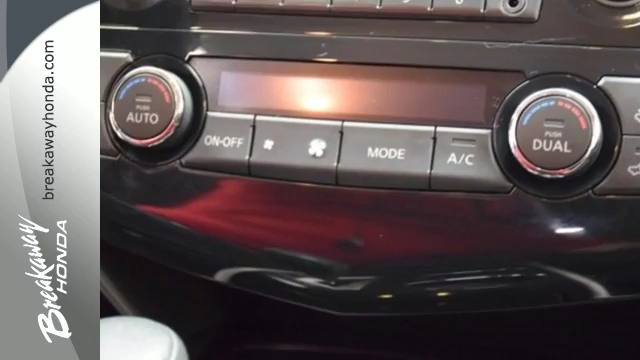 breakawayhonda.com
Breakaway
HONDA
PUSH
AUTO
ON·OFF
MODE
A/C
PUSH
DUAL